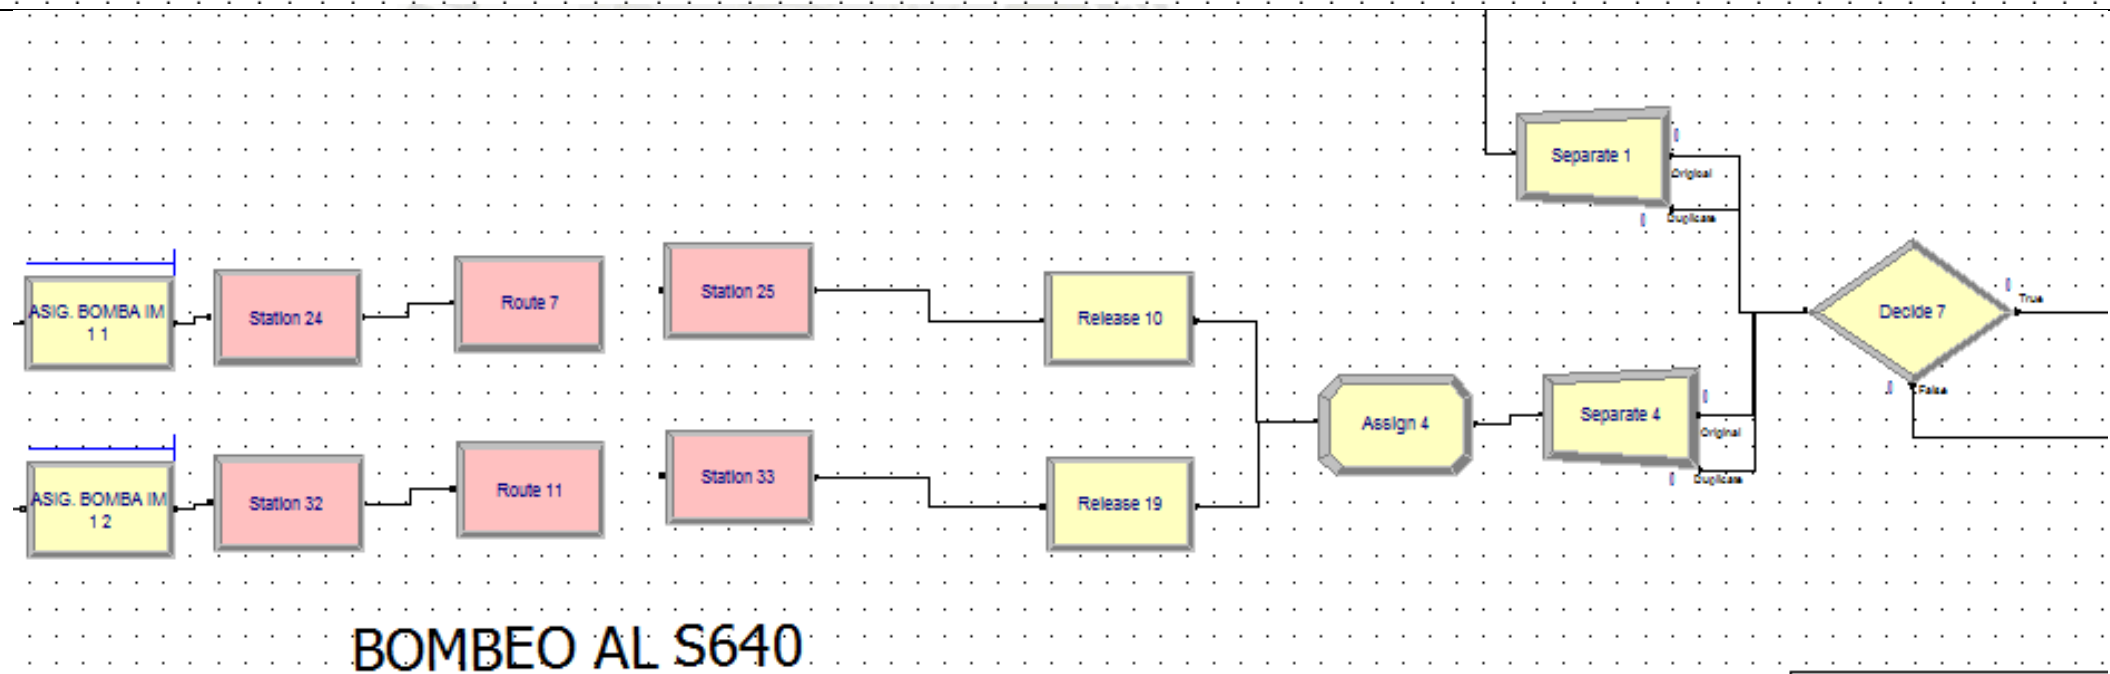 Separate 1
Original
Duplicate
ASIG. BOMBA IM
1 1
Station 24
Route 7
Station 25
Release 10
Decide 7
True
False
Assign 4
Separate 4
Original
Duplicate
ASIG. BOMBA IM
1 2
Station 32
Route 11
Station 33
Release 19
BOMBEO AL S640